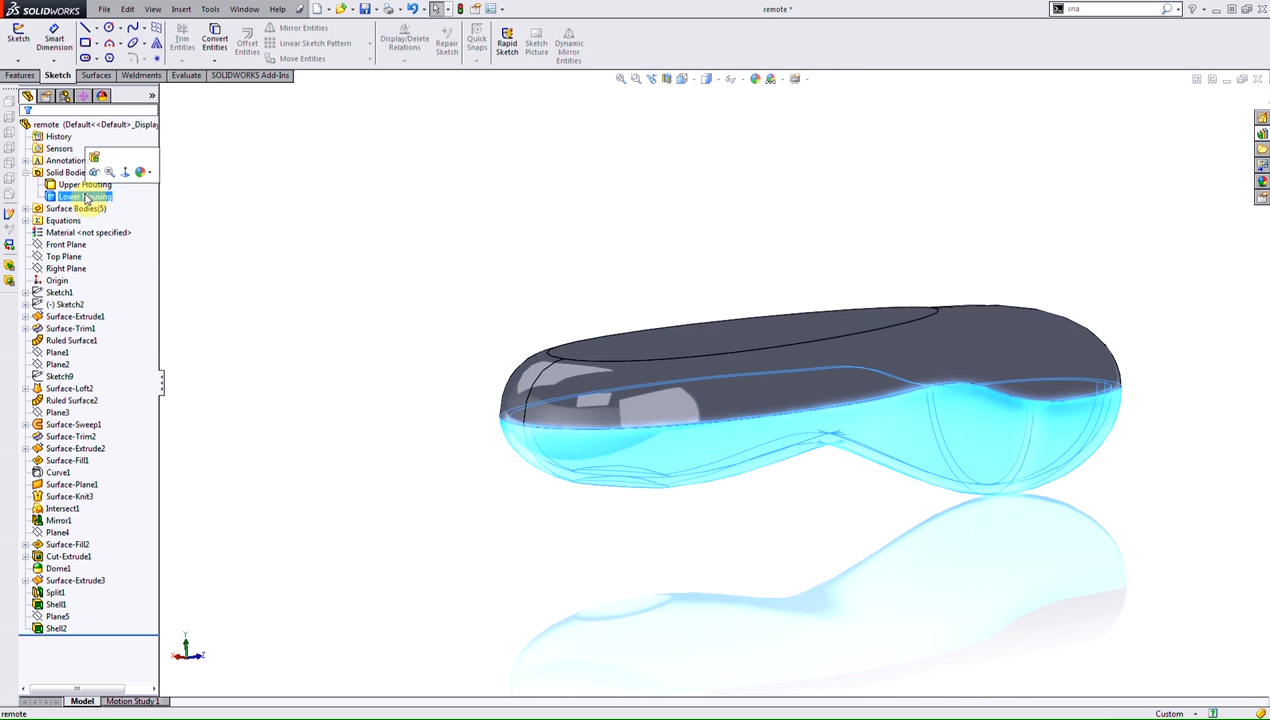 SOLIDWORKS
File Edit View Insert Tools Window Help
remote *
sna
Sketch
Smart Dimension
Trim Entities
Convert Entities
Offset Entities
Mirror Entities
Linear Sketch Pattern
Move Entities
Display/Delete Relations
Repair Sketch
Quick Snaps
Rapid Sketch
Sketch Picture
Dynamic Mirror Entities
Features Sketch Surfaces Weldments Evaluate SOLIDWORKS Add-Ins
remote (Default<<Default>_Display
History
Sensors
Annotation
Solid Bodie
Upper Housing
Lower Housing
Surface Bodies(5)
Equations
Material <not specified>
Front Plane
Top Plane
Right Plane
Origin
Sketch1
(-) Sketch2
Surface-Extrude1
Surface-Trim1
Ruled Surface1
Plane1
Plane2
Sketch9
Surface-Loft2
Ruled Surface2
Plane3
Surface-Sweep1
Surface-Trim2
Surface-Extrude2
Surface-Fill1
Curve1
Surface-Plane1
Surface-Knit3
Intersect1
Mirror1
Plane4
Surface-Fill2
Cut-Extrude1
Dome1
Surface-Extrude3
Split1
Shell1
Plane5
Shell2
Y
X
Z
Model Motion Study 1
remote
Custom